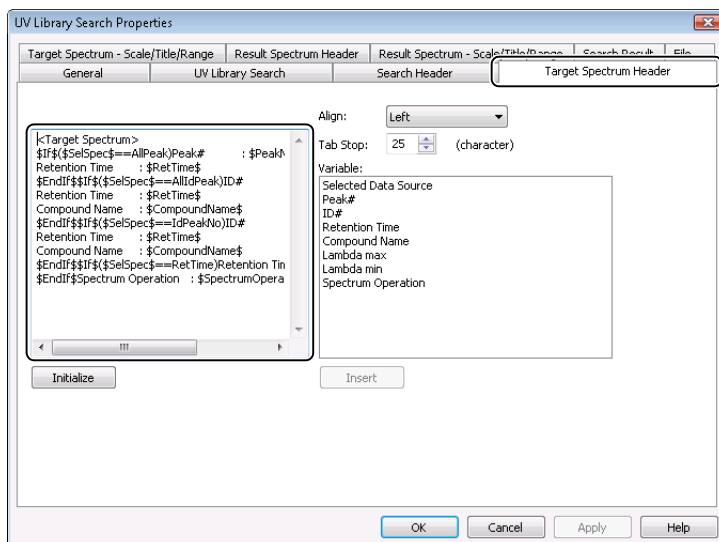 UV Library Search Properties
Target Spectrum - Scale/Title/Range Result Spectrum Header Result Spectrum - Scale/Title/Range Search Result File
General UV Library Search Search Header Target Spectrum Header
Align: Left
Tab Stop: 25 (character)
Variable:
<Target Spectrum>
$If$($SelSpec$==AllPeak)Peak# : $PeakN
Retention Time : $RetTime$
$EndIf$$If$($SelSpec$==AllIdPeak)ID#
Retention Time : $RetTime$
Compound Name : $CompoundName$
$EndIf$$If$($SelSpec$==IdPeakNo)ID#
Retention Time : $RetTime$
Compound Name : $CompoundName$
$EndIf$$If$($SelSpec$==RetTime)Retention Tim
$EndIf$Spectrum Operation : $SpectrumOpera
Selected Data Source
Peak#
ID#
Retention Time
Compound Name
Lambda max
Lambda min
Spectrum Operation
Initialize Insert
OK Cancel Apply Help